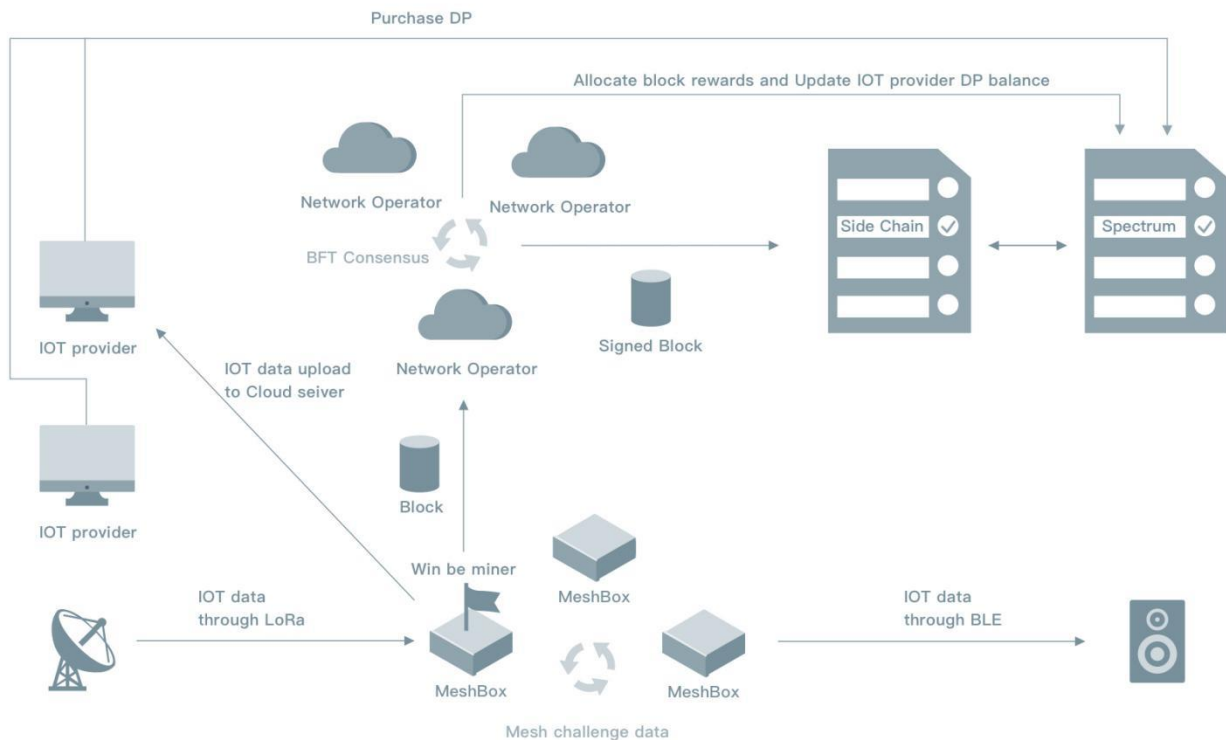 Purchase DP
Allocate block rewards and Update IOT provider DP balance
Network Operator
Network Operator
BFT Consensus
Side Chain
Spectrum
IOT provider
Signed Block
IOT data upload
to Cloud seiver
Network Operator
Block
IOT provider
Win be miner
MeshBox
IOT data
through LoRa
IOT data
through BLE
MeshBox
MeshBox
Mesh challenge data